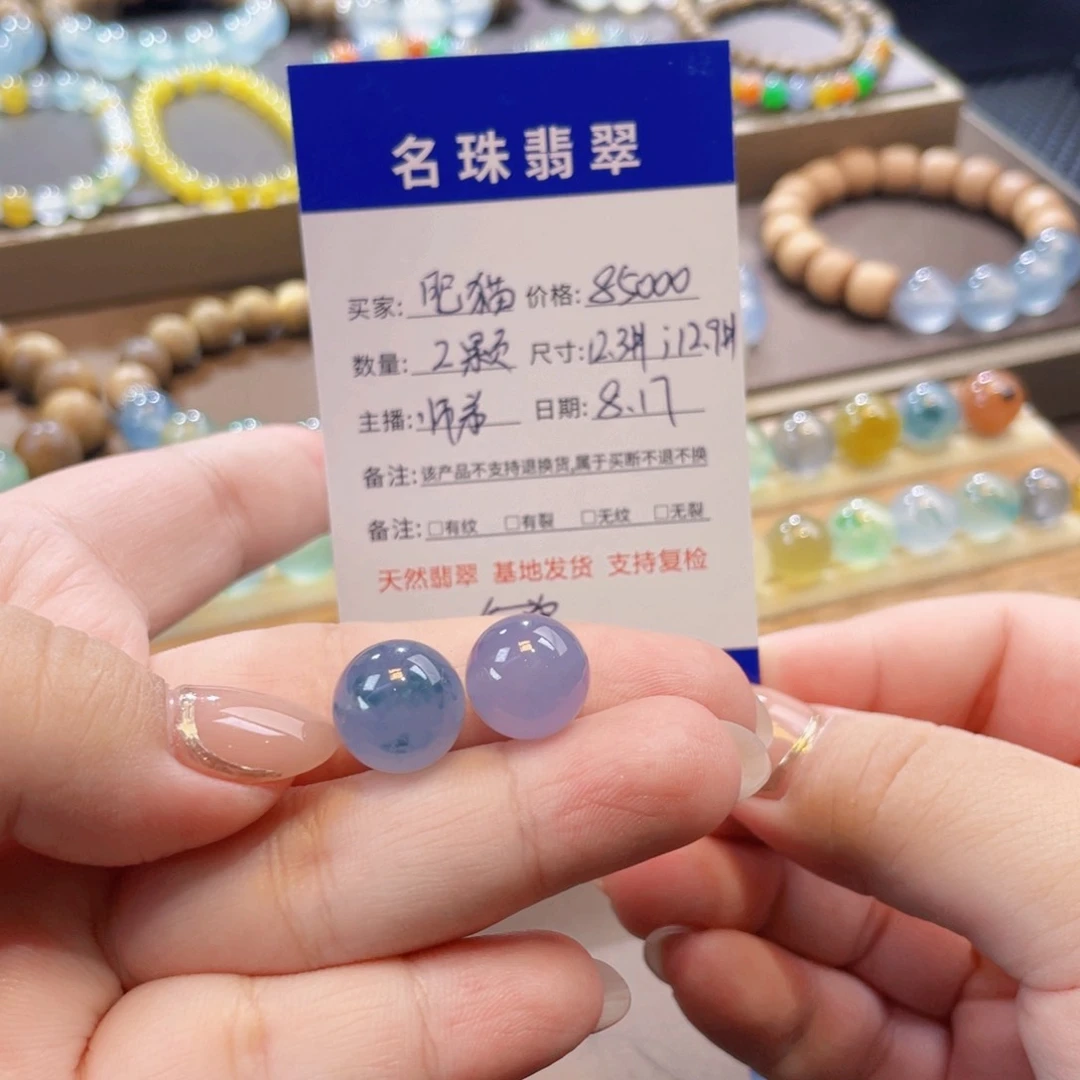 名珠翡翠
买家: 肥猫 价格: 85000
数量: 2颗 尺寸: 12.3#;12.9#
主播: 日期: 8.17
备注: 该产品不支持退换货,属于买断不退不换
备注: □有纹 □有裂 □无纹 □无裂
天然翡翠 基地发货 支持复检